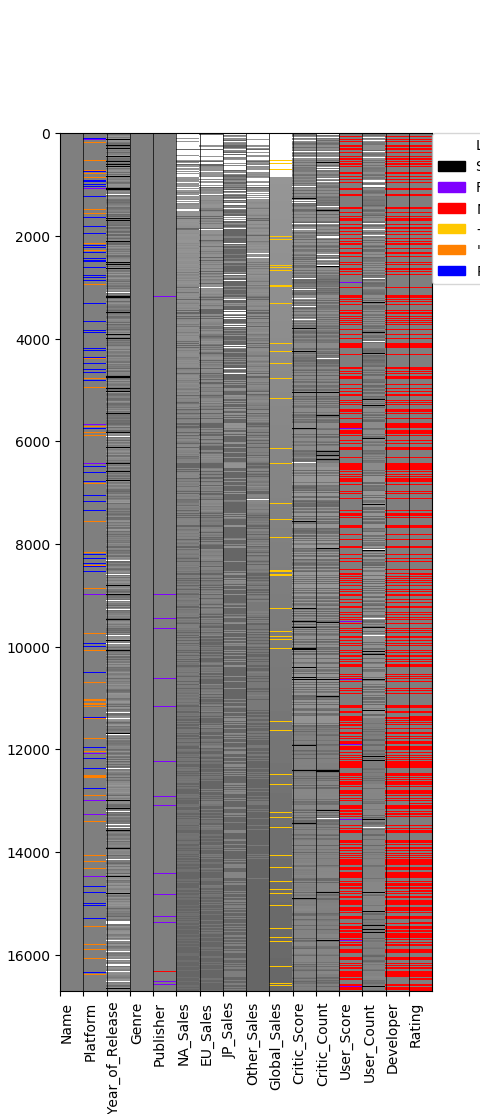 0
2000
4000
6000
8000
10000
12000
14000
16000
Name
Platform
Year_of_Release
Genre
Publisher
NA_Sales
EU_Sales
JP_Sales
Other_Sales
Global_Sales
Critic_Score
Critic_Count
User_Score
User_Count
Developer
Rating